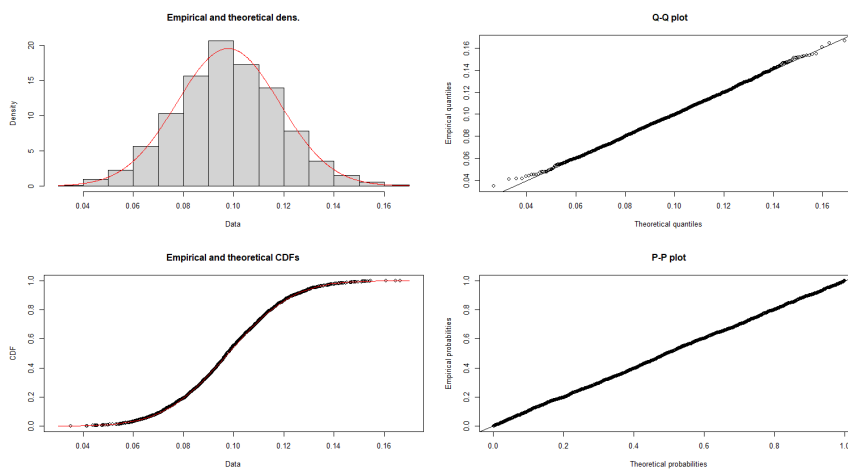 Empirical and theoretical dens.
Density
0 5 10 15 20
0.04 0.06 0.08 0.10 0.12 0.14 0.16
Data
Q-Q plot
Empirical quantiles
0.04 0.06 0.08 0.10 0.12 0.14 0.16
0.04 0.06 0.08 0.10 0.12 0.14 0.16
Theoretical quantiles
Empirical and theoretical CDFs
CDF
0.0 0.2 0.4 0.6 0.8 1.0
0.04 0.06 0.08 0.10 0.12 0.14 0.16
Data
P-P plot
Empirical probabilities
0.0 0.2 0.4 0.6 0.8 1.0
0.0 0.2 0.4 0.6 0.8 1.0
Theoretical probabilities